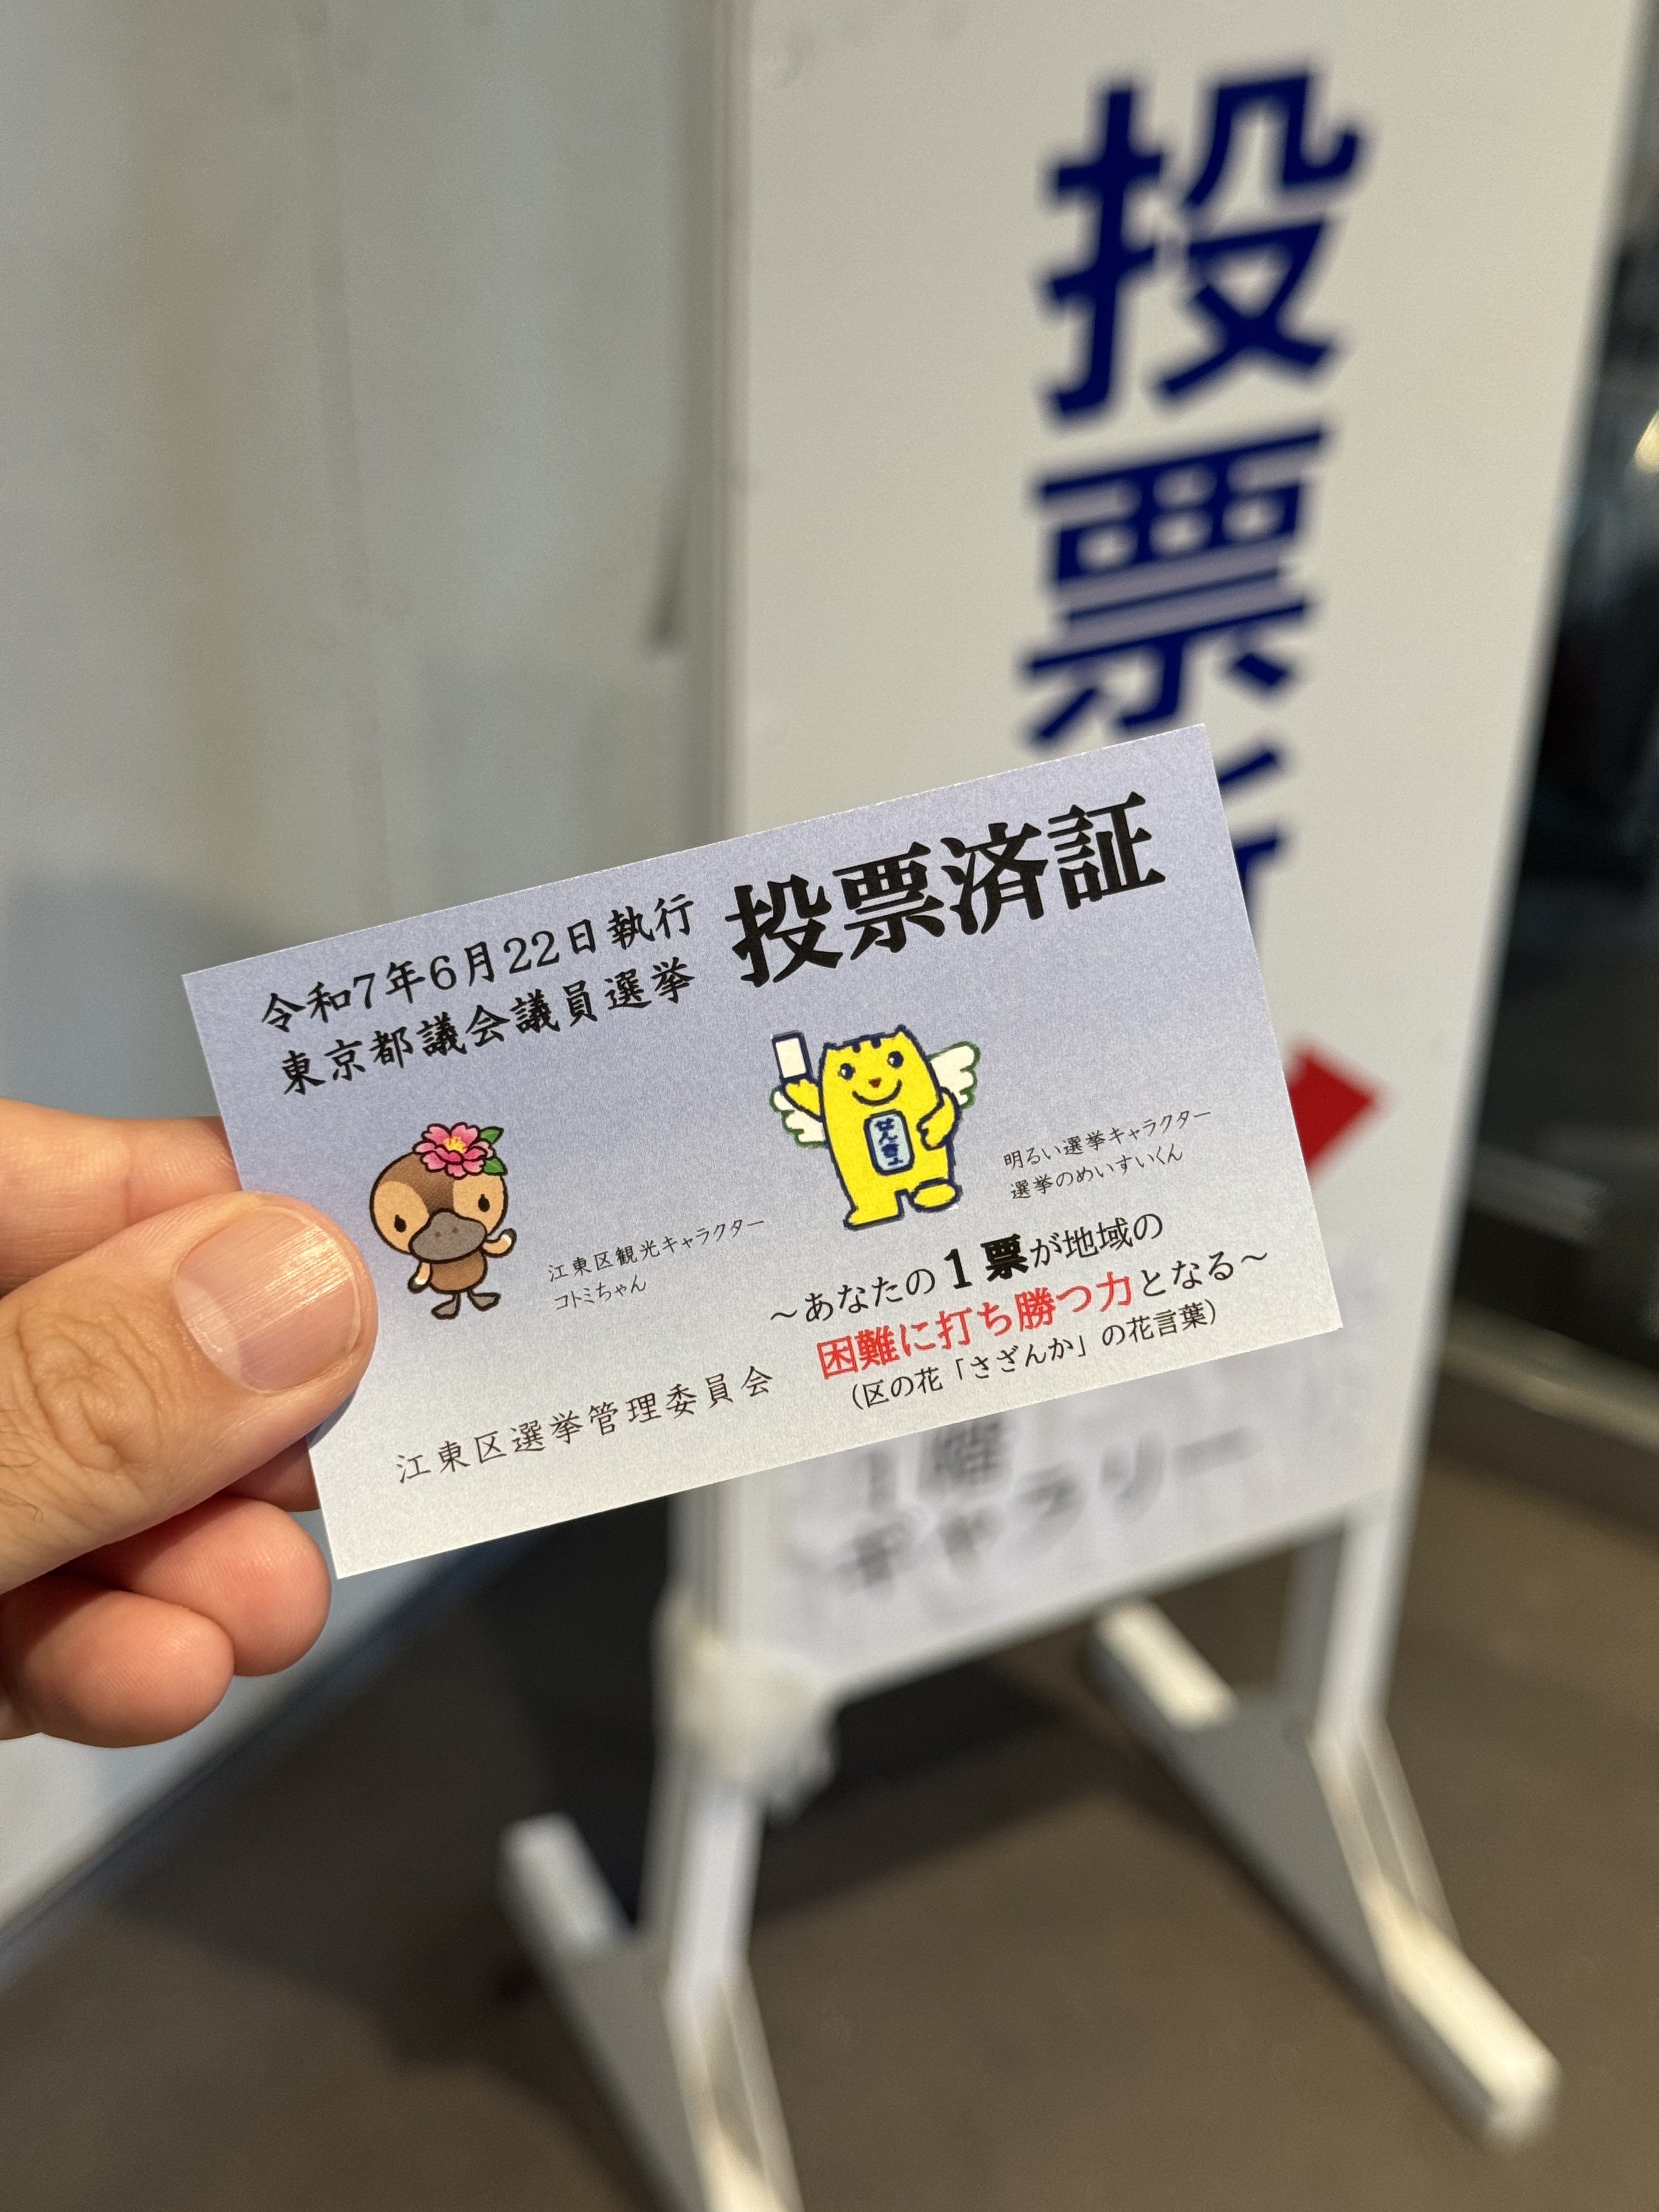 投票所
令和7年6月22日執行
東京都議会議員選挙
投票済証
せんきょ
明るい選挙キャラクター
選挙のめいすいくん
江東区観光キャラクター
コトミちゃん
～あなたの1票が地域の
困難に打ち勝つ力となる～
（区の花「さざんか」の花言葉）
江東区選挙管理委員会
ギャラリー